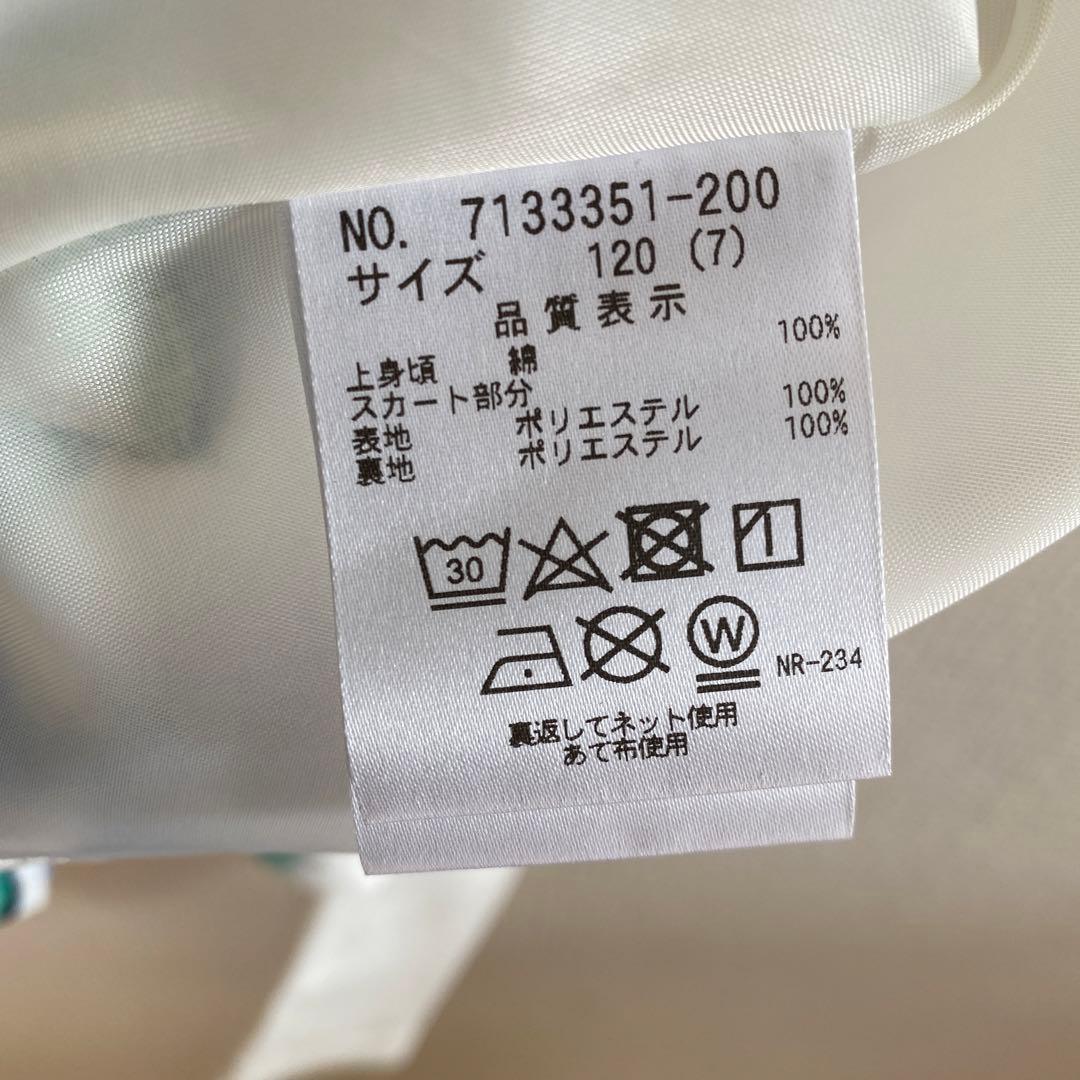 NO. 7133351-200
サイズ 120 (7)
品質表示
上身頃 綿 100%
スカート部分
表地 ポリエステル 100%
裏地 ポリエステル 100%
30
W NR-234
裏返してネット使用
あて布使用